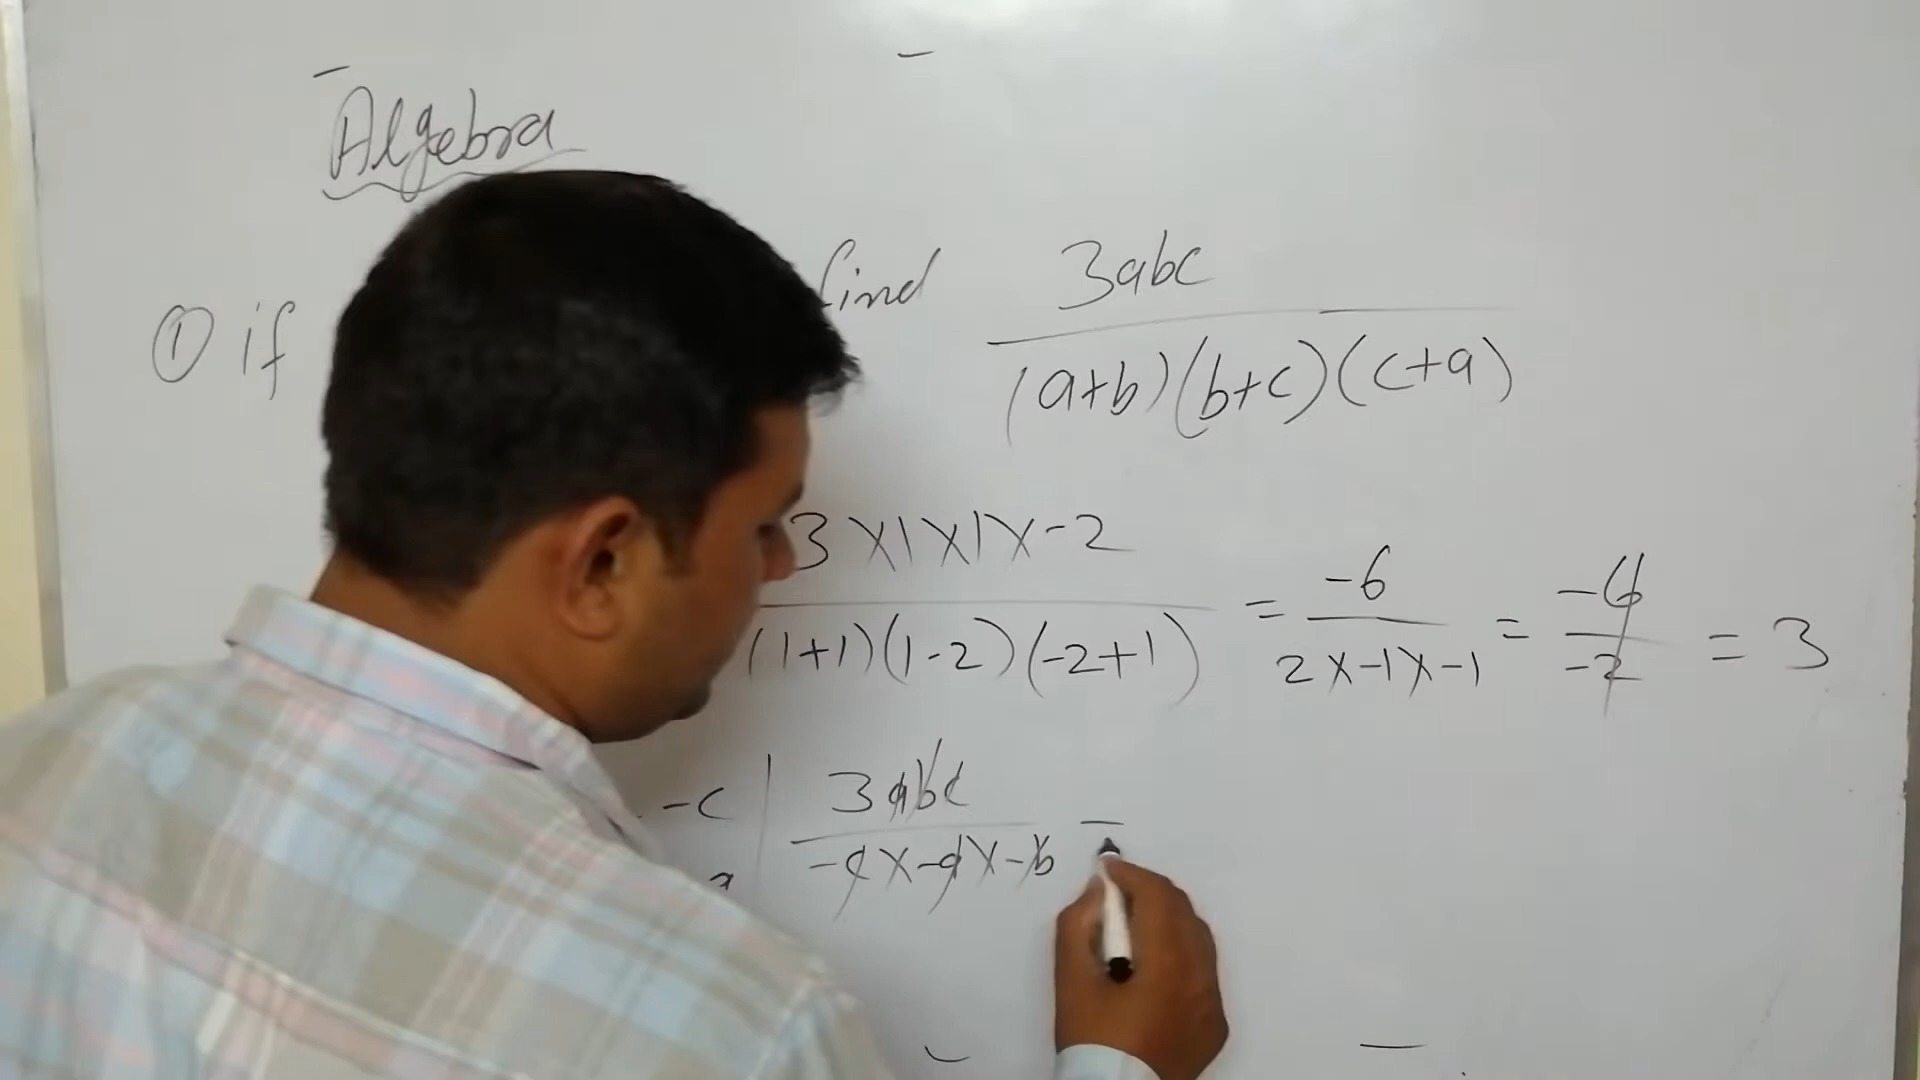 Algebra
① if find 3abc
(a+b)(b+c)(c+a)
3×1×1×-2
(1+1)(1-2)(-2+1)
= -6 / 2×-1×-1 = -6 / -2 = 3
-c | 3abc / -c×-a×-b =